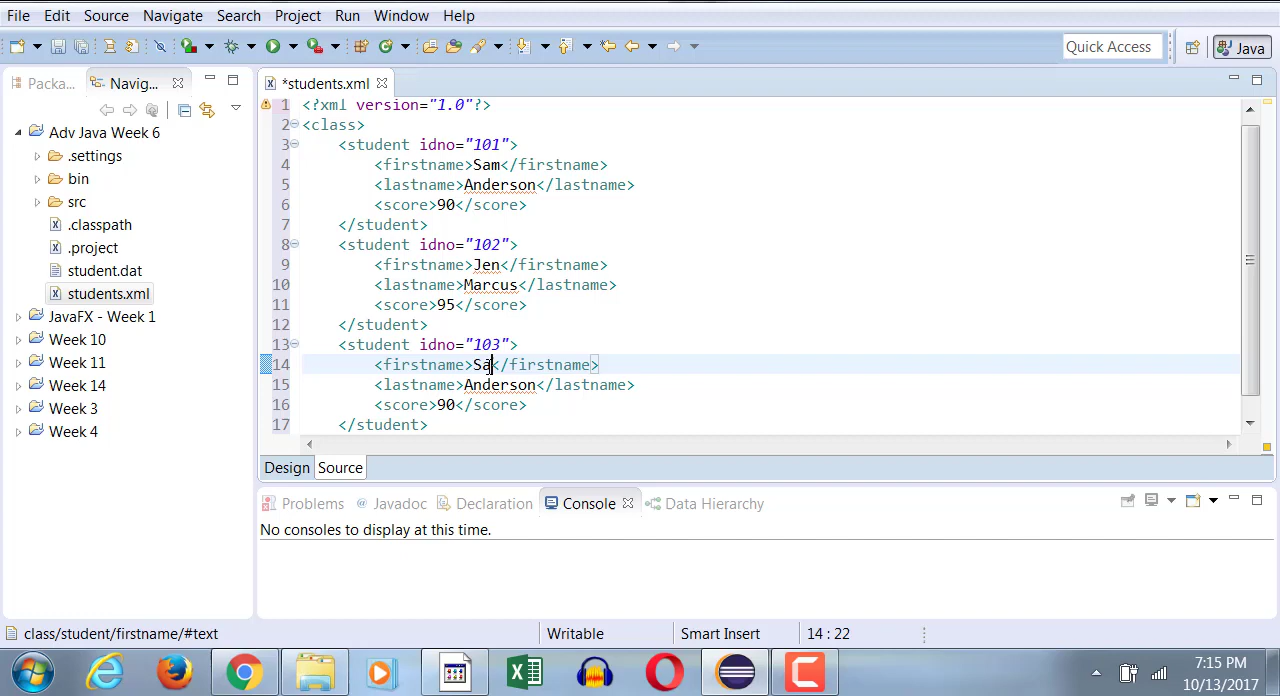 File Edit Source Navigate Search Project Run Window Help
Quick Access
Java
Packa...
Navig...
*students.xml
Adv Java Week 6
.settings
bin
src
.classpath
.project
student.dat
students.xml
JavaFX - Week 1
Week 10
Week 11
Week 14
Week 3
Week 4
1 <?xml version="1.0"?>
2 <class>
3 <student idno="101">
4 <firstname>Sam</firstname>
5 <lastname>Anderson</lastname>
6 <score>90</score>
7 </student>
8 <student idno="102">
9 <firstname>Jen</firstname>
10 <lastname>Marcus</lastname>
11 <score>95</score>
12 </student>
13 <student idno="103">
14 <firstname>Sa</firstname>
15 <lastname>Anderson</lastname>
16 <score>90</score>
17 </student>
Design Source
Problems @ Javadoc Declaration Console Data Hierarchy
No consoles to display at this time.
class/student/firstname/#text
Writable
Smart Insert
14 : 22
7:15 PM
10/13/2017